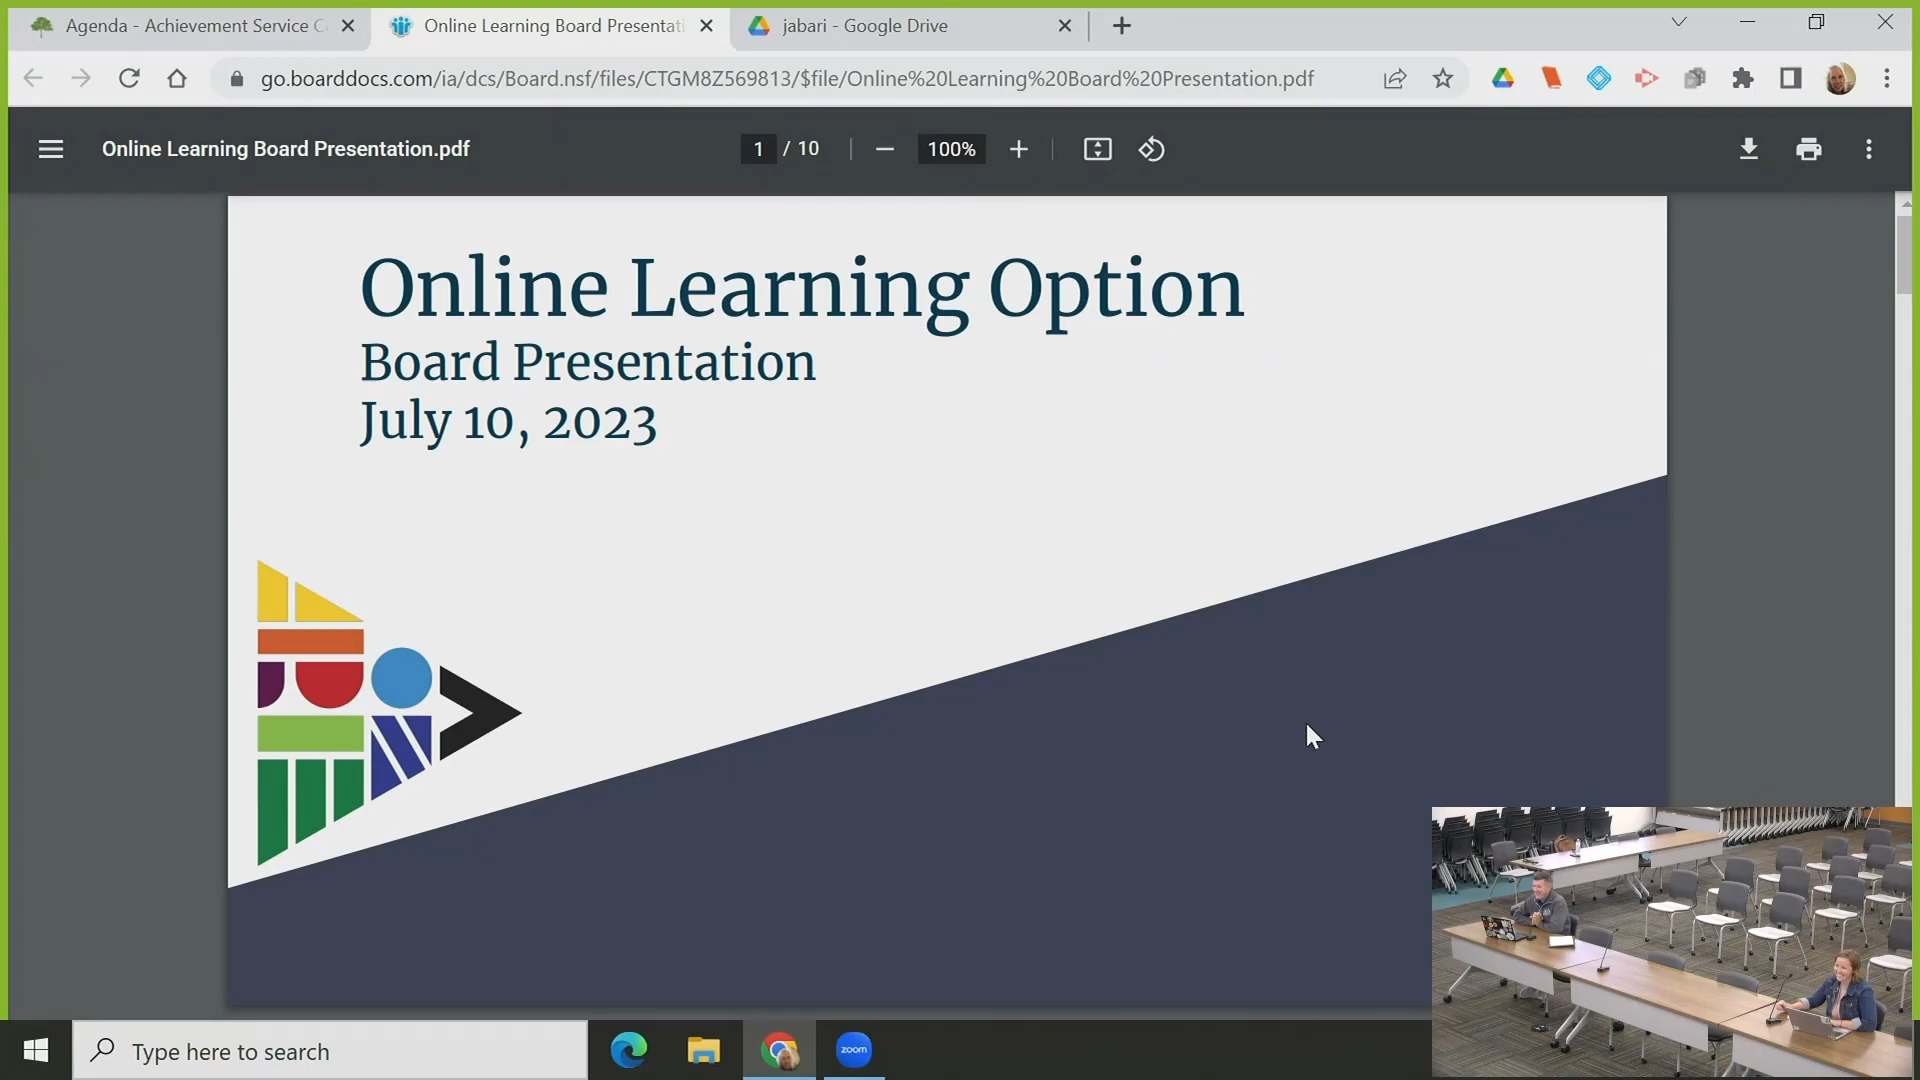 Agenda - Achievement Service C
Online Learning Board Presentati
jabari - Google Drive
go.boarddocs.com/ia/dcs/Board.nsf/files/CTGM8Z569813/$file/Online%20Learning%20Board%20Presentation.pdf
Online Learning Board Presentation.pdf
1 / 10
100%
Online Learning Option
Board Presentation
July 10, 2023
Type here to search
zoom